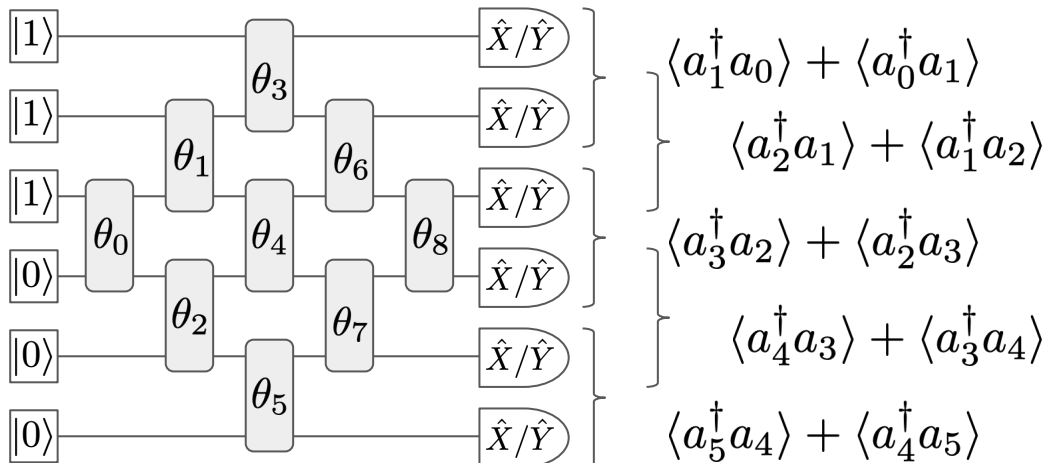 |1⟩ θ₃ X̂/Ŷ ⟨a₁†a₀⟩ + ⟨a₀†a₁⟩
|1⟩ θ₁ θ₆ X̂/Ŷ ⟨a₂†a₁⟩ + ⟨a₁†a₂⟩
|1⟩ θ₀ θ₄ θ₈ X̂/Ŷ ⟨a₃†a₂⟩ + ⟨a₂†a₃⟩
|0⟩ θ₂ θ₇ X̂/Ŷ ⟨a₄†a₃⟩ + ⟨a₃†a₄⟩
|0⟩ θ₅ X̂/Ŷ ⟨a₅†a₄⟩ + ⟨a₄†a₅⟩
|0⟩ X̂/Ŷ